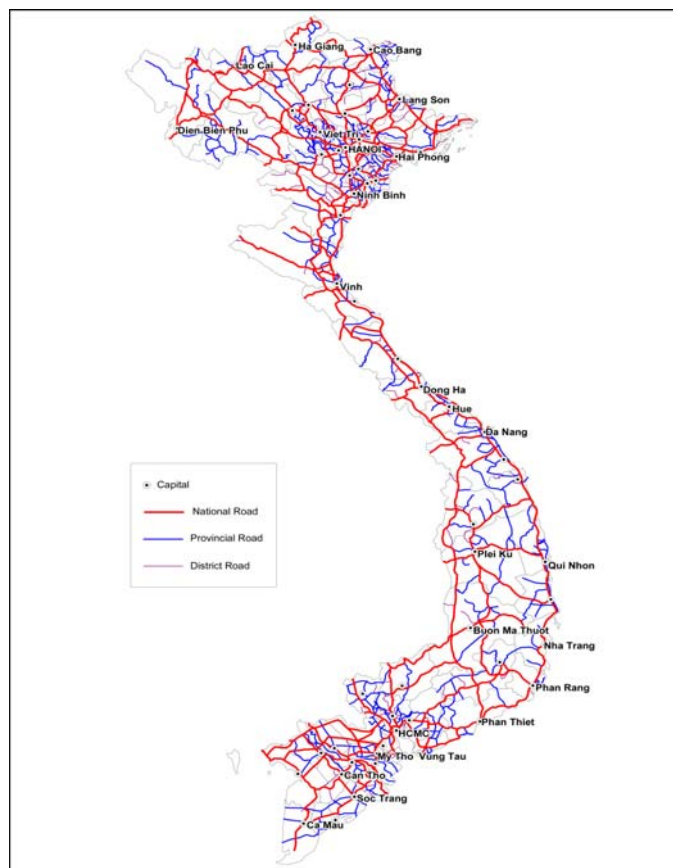 Ha Giang
Cao Bang
Lao Cai
Lang Son
Dien Bien Phu
Viet Tri
HANOI
Hai Phong
Ninh Binh
Vinh
Dong Ha
Hue
Da Nang
Capital
National Road
Provincial Road
District Road
Plei Ku
Qui Nhon
Buon Ma Thuot
Nha Trang
Phan Rang
Phan Thiet
HCMC
My Tho Vung Tau
Can Tho
Soc Trang
Ca Mau